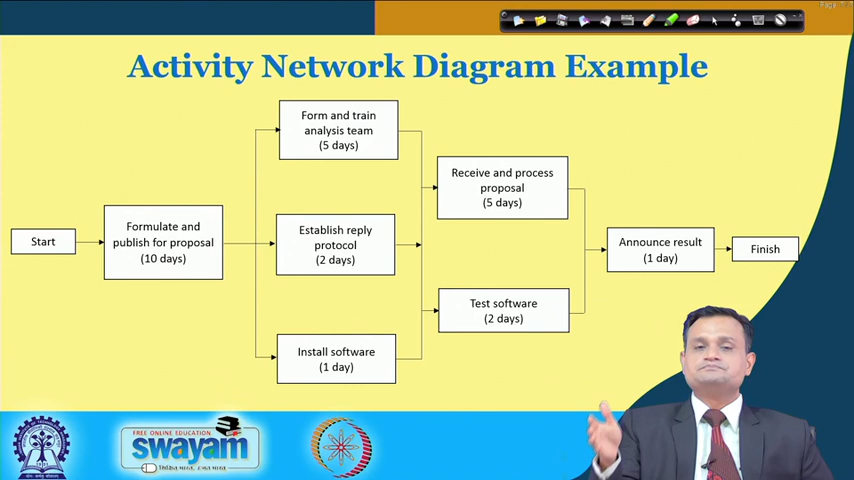 Activity Network Diagram Example
Form and train
analysis team
(5 days)
Receive and process
proposal
(5 days)
Formulate and
publish for proposal
(10 days)
Start
Establish reply
protocol
(2 days)
Announce result
(1 day)
Finish
Test software
(2 days)
Install software
(1 day)
FREE ONLINE EDUCATION
swayam